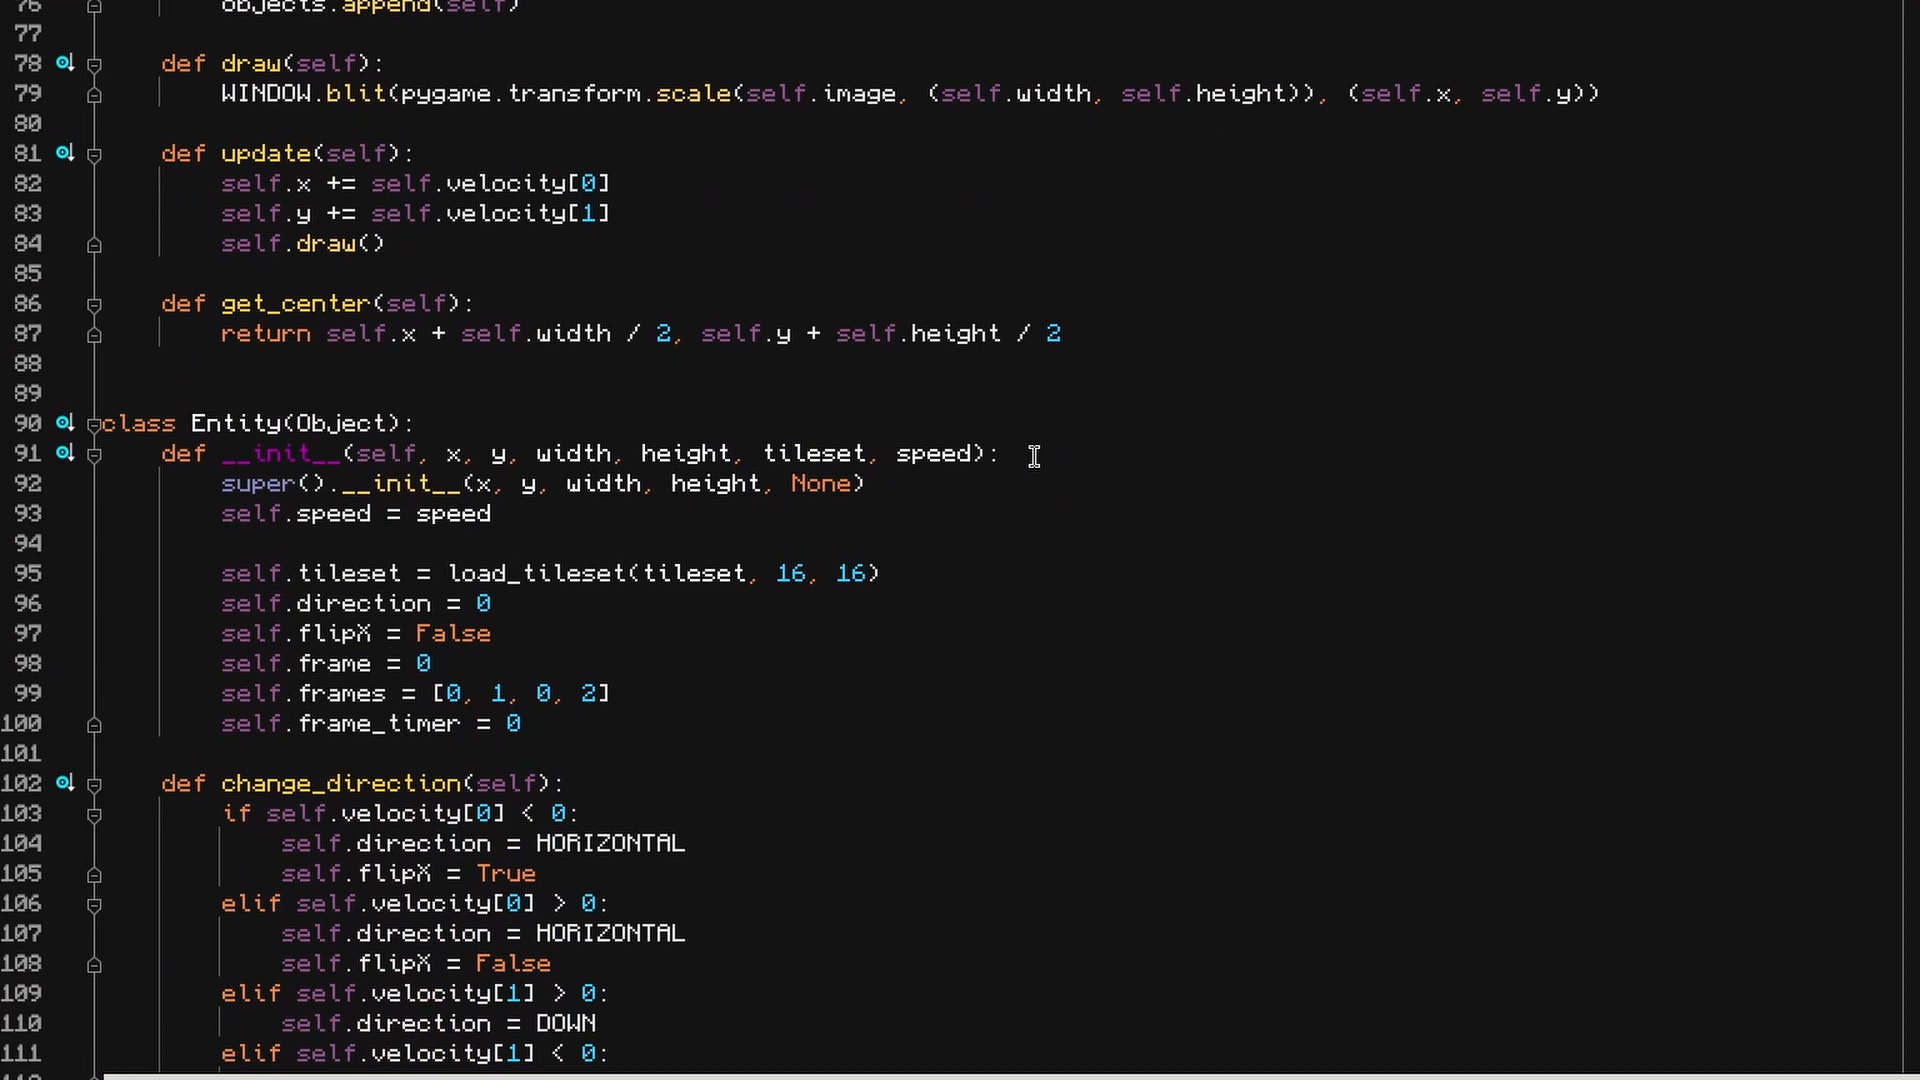 76 objects.append(self)
77
78 def draw(self):
79 WINDOW.blit(pygame.transform.scale(self.image, (self.width, self.height)), (self.x, self.y))
80
81 def update(self):
82 self.x += self.velocity[0]
83 self.y += self.velocity[1]
84 self.draw()
85
86 def get_center(self):
87 return self.x + self.width / 2, self.y + self.height / 2
88
89
90 class Entity(Object):
91 def __init__(self, x, y, width, height, tileset, speed):
92 super().__init__(x, y, width, height, None)
93 self.speed = speed
94
95 self.tileset = load_tileset(tileset, 16, 16)
96 self.direction = 0
97 self.flipX = False
98 self.frame = 0
99 self.frames = [0, 1, 0, 2]
100 self.frame_timer = 0
101
102 def change_direction(self):
103 if self.velocity[0] < 0:
104 self.direction = HORIZONTAL
105 self.flipX = True
106 elif self.velocity[0] > 0:
107 self.direction = HORIZONTAL
108 self.flipX = False
109 elif self.velocity[1] > 0:
110 self.direction = DOWN
111 elif self.velocity[1] < 0: